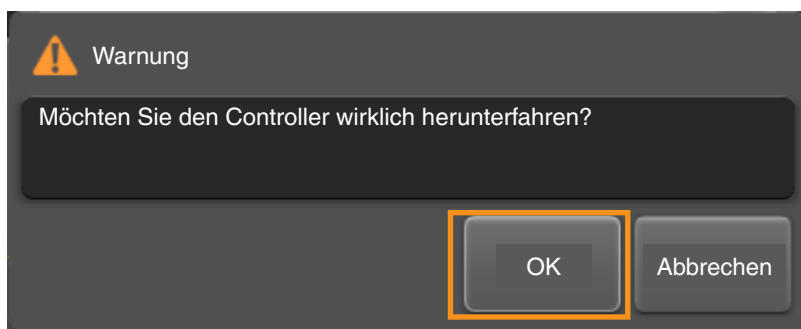 Warnung
Möchten Sie den Controller wirklich herunterfahren?
OK
Abbrechen